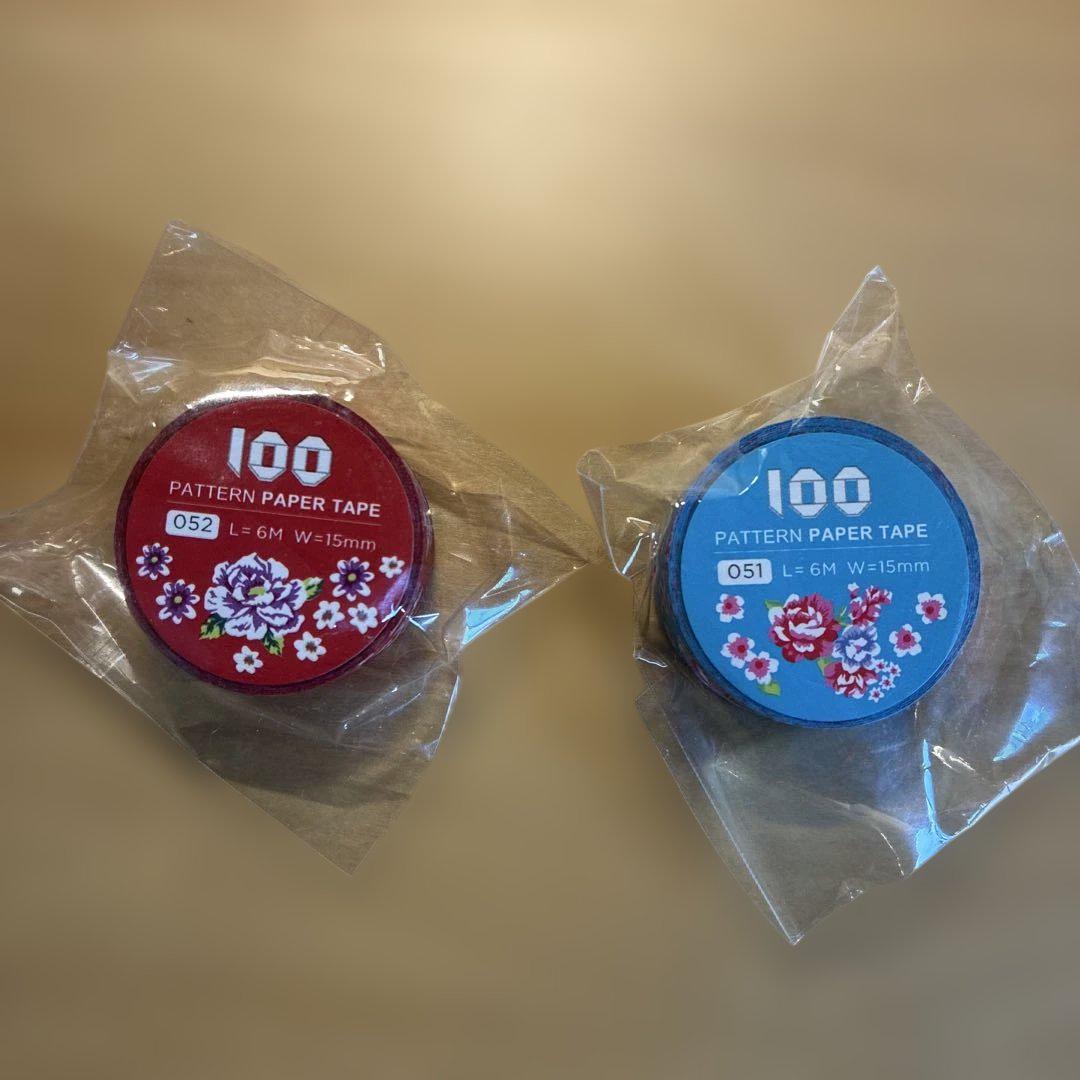 100
PATTERN PAPER TAPE
052 L= 6M W=15mm
100
PATTERN PAPER TAPE
051 L= 6M W=15mm